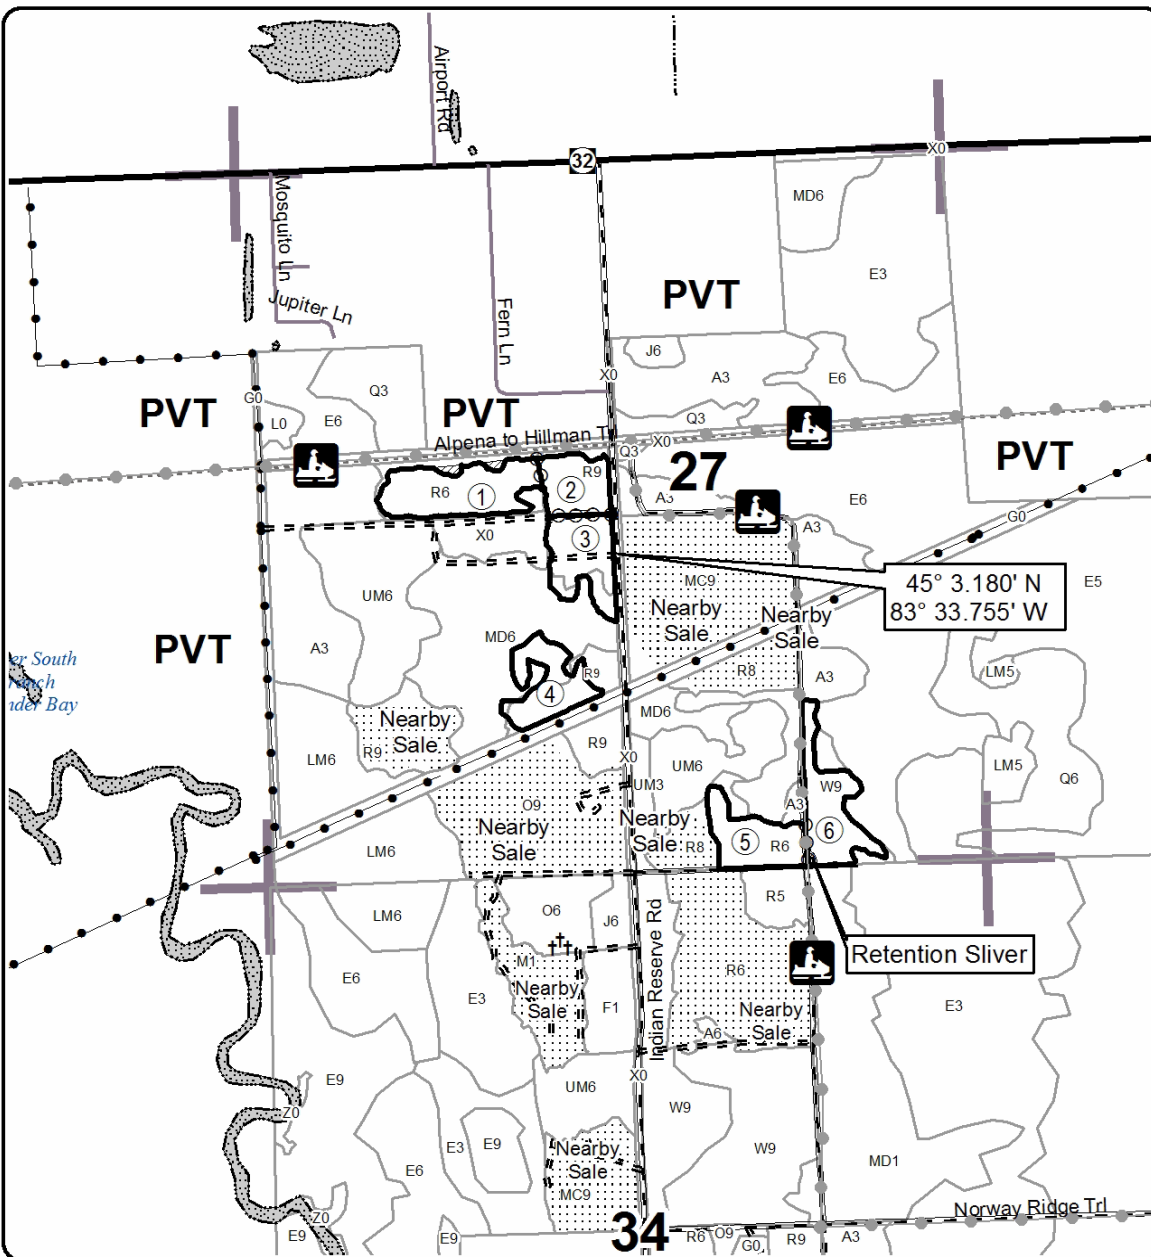 Airport Rd
32
X0
Mosquito Ln
MD6
E3
Jupiter Ln
PVT
Fern Ln
J6
X0
A3
E6
Q3
G0
PVT
L0
E6
PVT
Q3
Alpena to Hillman T
X0
Q3
27
PVT
R9
R6
1
2
A3
E6
G0
X0
3
A3
45° 3.180' N
83° 33.755' W
MC9
E5
UM6
Nearby
Sale
Nearby
Sale
MD6
A3
PVT
er South
ranch
nder Bay
R9
4
R8
A3
LM5
MD6
Nearby
Sale
R9
R9
LM6
X0
UM6
LM5
Q6
UM3
W9
A3
O9
Nearby
Sale
Nearby
Sale
R8
5
R6
6
LM6
LM6
O6
J6
R5
Indian Reserve Rd
Retention Sliver
M1
E6
E3
Nearby
Sale
F1
R6
Nearby
Sale
E3
A6
E9
X0
UM6
W9
Z0
E3
E9
Nearby
Sale
W9
E6
MD1
MC9
Z0
E9
E9
34
R6
O9
G0
R9
A3
Norway Ridge Trl